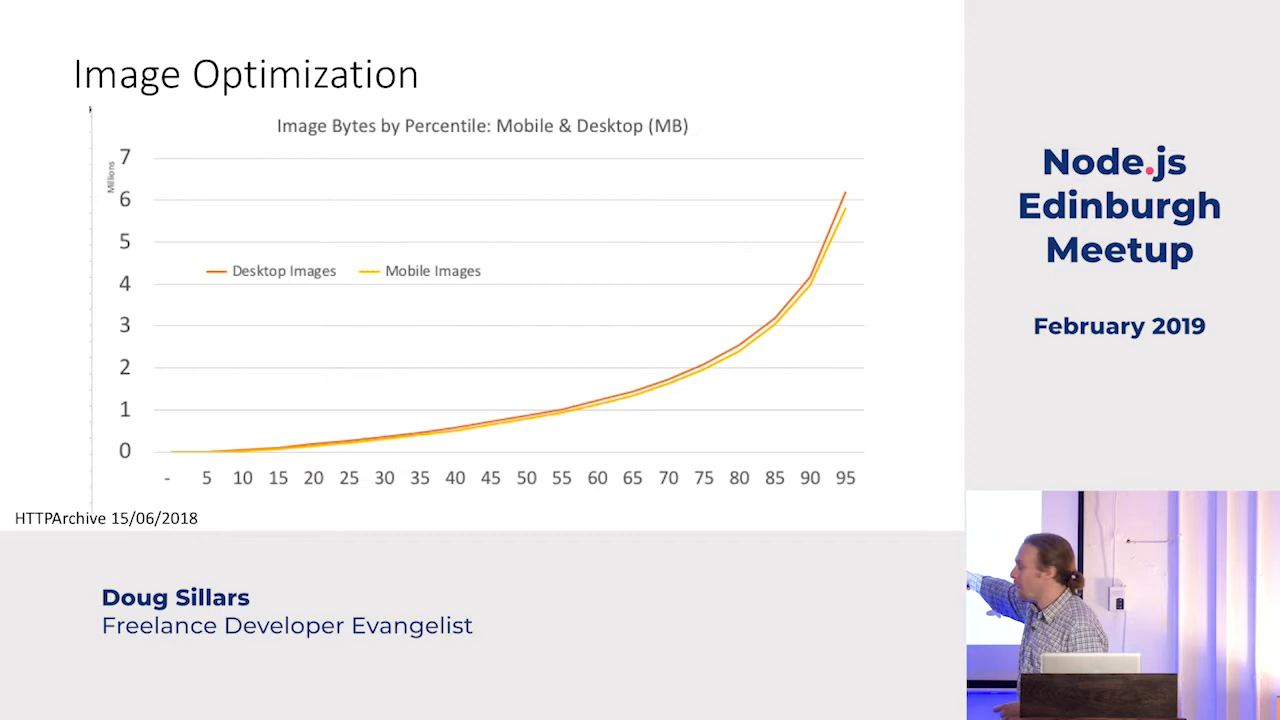 Image Optimization
Image Bytes by Percentile: Mobile & Desktop (MB)
Millions
7
6
5
4
3
2
1
0
Desktop Images
Mobile Images
- 5 10 15 20 25 30 35 40 45 50 55 60 65 70 75 80 85 90 95
HTTPArchive 15/06/2018
Node.js
Edinburgh
Meetup
February 2019
Doug Sillars
Freelance Developer Evangelist